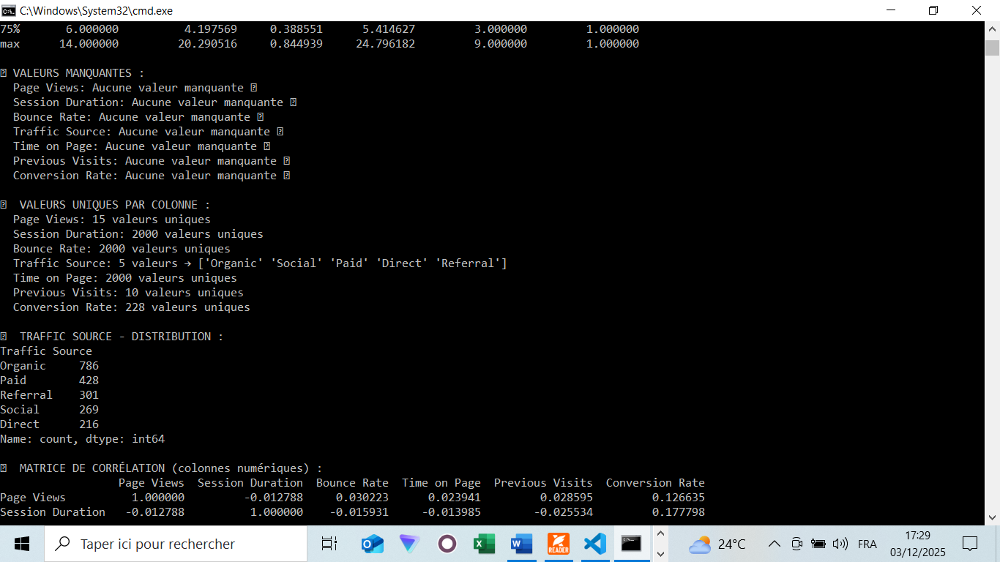 C:\Windows\System32\cmd.exe
75% 6.000000 4.197569 0.388551 5.414627 3.000000 1.000000
max 14.000000 20.290516 0.844939 24.796182 9.000000 1.000000
VALEURS MANQUANTES :
Page Views: Aucune valeur manquante
Session Duration: Aucune valeur manquante
Bounce Rate: Aucune valeur manquante
Traffic Source: Aucune valeur manquante
Time on Page: Aucune valeur manquante
Previous Visits: Aucune valeur manquante
Conversion Rate: Aucune valeur manquante
VALEURS UNIQUES PAR COLONNE :
Page Views: 15 valeurs uniques
Session Duration: 2000 valeurs uniques
Bounce Rate: 2000 valeurs uniques
Traffic Source: 5 valeurs → ['Organic' 'Social' 'Paid' 'Direct' 'Referral']
Time on Page: 2000 valeurs uniques
Previous Visits: 10 valeurs uniques
Conversion Rate: 228 valeurs uniques
TRAFFIC SOURCE - DISTRIBUTION :
Traffic Source
Organic 786
Paid 428
Referral 301
Social 269
Direct 216
Name: count, dtype: int64
MATRICE DE CORRÉLATION (colonnes numériques) :
Page Views Session Duration Bounce Rate Time on Page Previous Visits Conversion Rate
Page Views 1.000000 -0.012788 0.030223 0.023941 0.028595 0.126635
Session Duration -0.012788 1.000000 -0.015931 -0.013985 -0.025534 0.177798
Taper ici pour rechercher
READER
24°C
FRA
17:29
03/12/2025